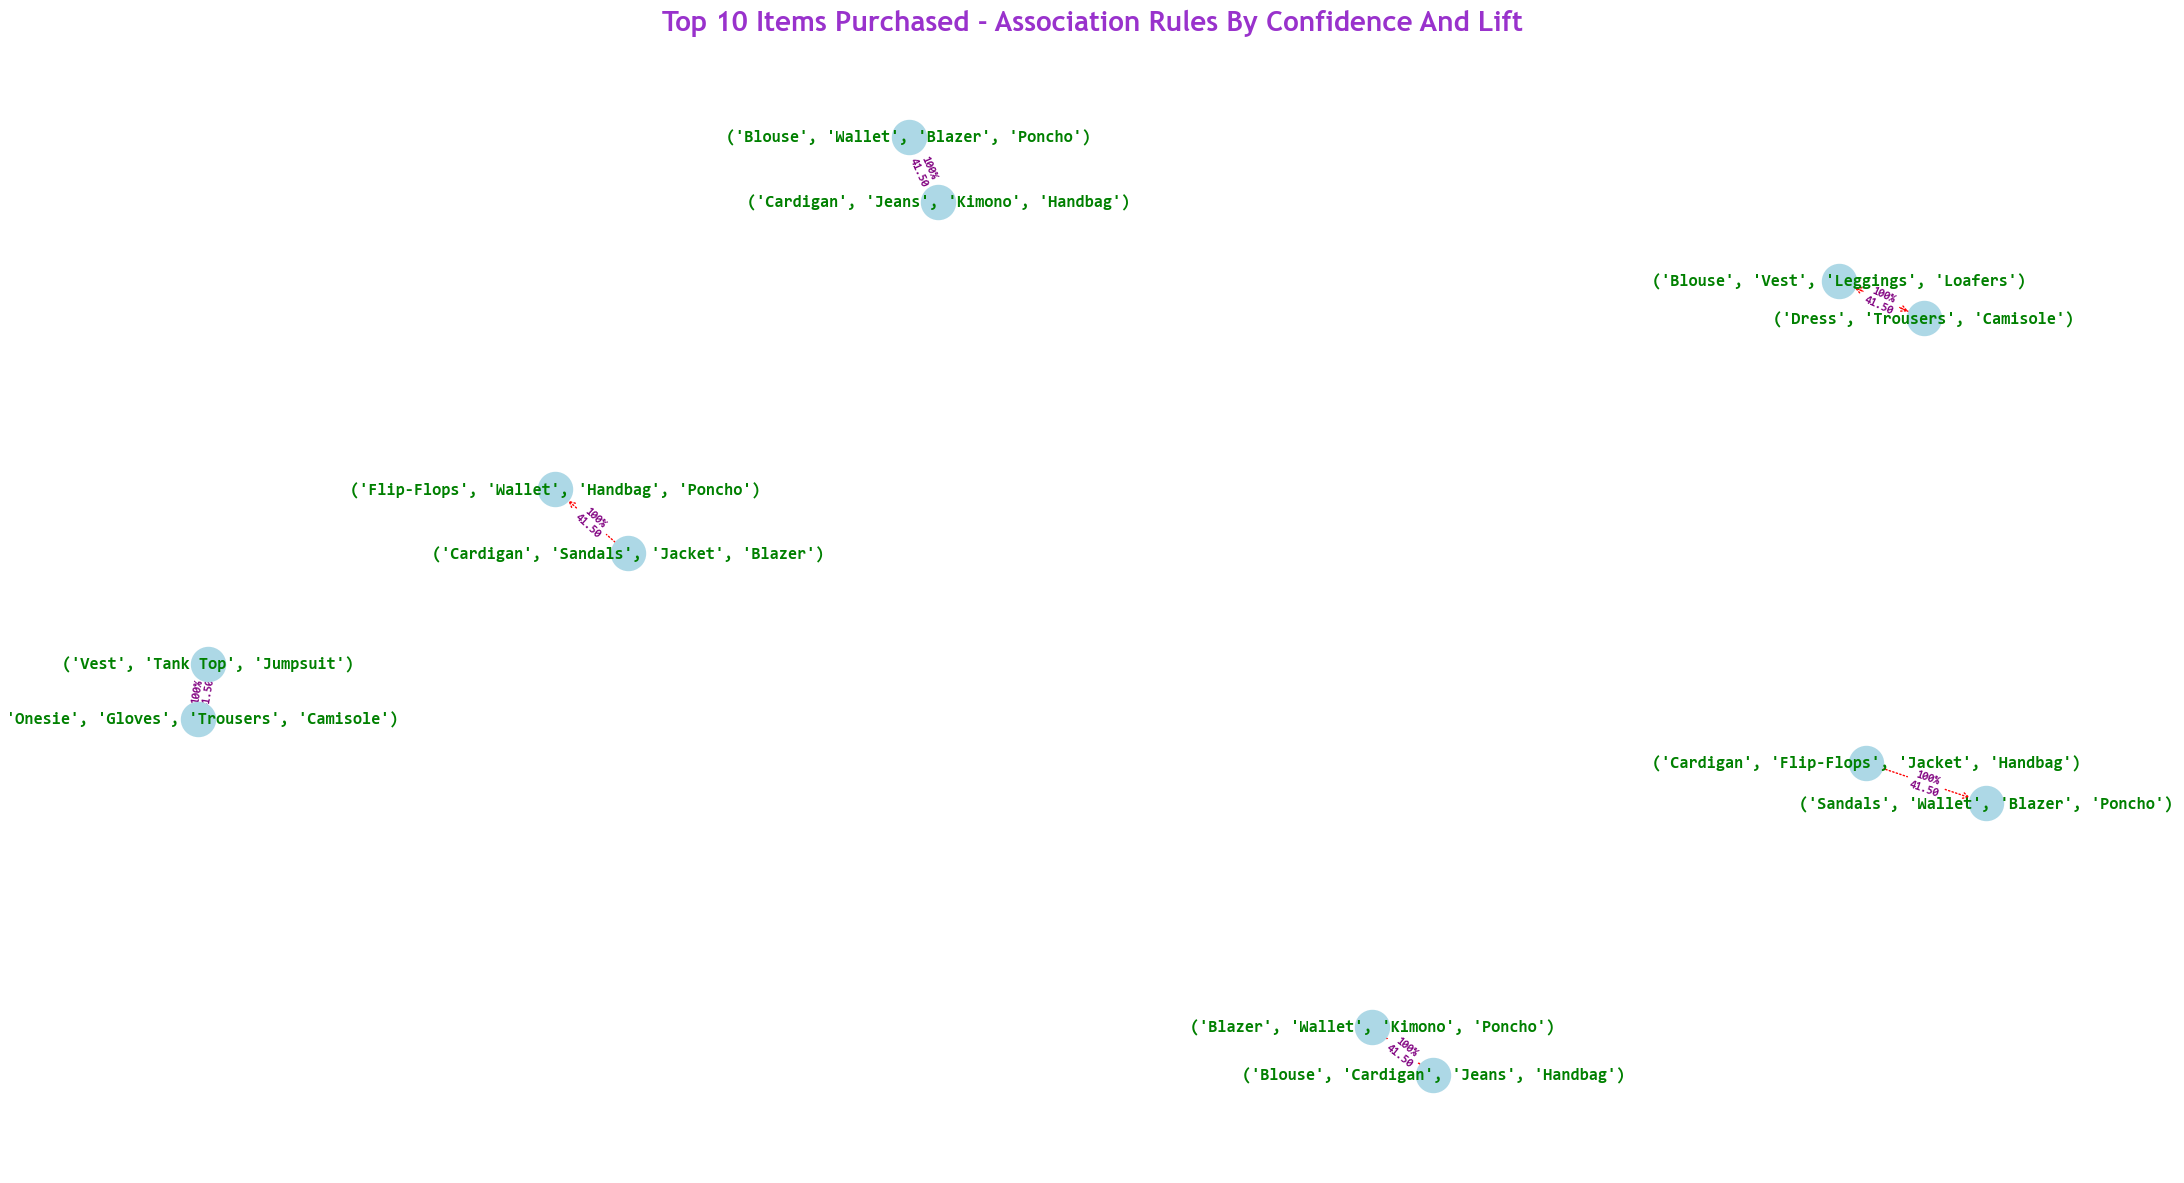 Top 10 Items Purchased - Association Rules By Confidence And Lift
('Blouse', 'Wallet', 'Blazer', 'Poncho')
100%
41.50
('Cardigan', 'Jeans', 'Kimono', 'Handbag')
('Blouse', 'Vest', 'Leggings', 'Loafers')
100%
41.50
('Dress', 'Trousers', 'Camisole')
('Flip-Flops', 'Wallet', 'Handbag', 'Poncho')
100%
41.50
('Cardigan', 'Sandals', 'Jacket', 'Blazer')
('Vest', 'Tank Top', 'Jumpsuit')
100%
1.50
'Onesie', 'Gloves', 'Trousers', 'Camisole')
('Cardigan', 'Flip-Flops', 'Jacket', 'Handbag')
100%
41.50
('Sandals', 'Wallet', 'Blazer', 'Poncho')
('Blazer', 'Wallet', 'Kimono', 'Poncho')
100%
41.50
('Blouse', 'Cardigan', 'Jeans', 'Handbag')